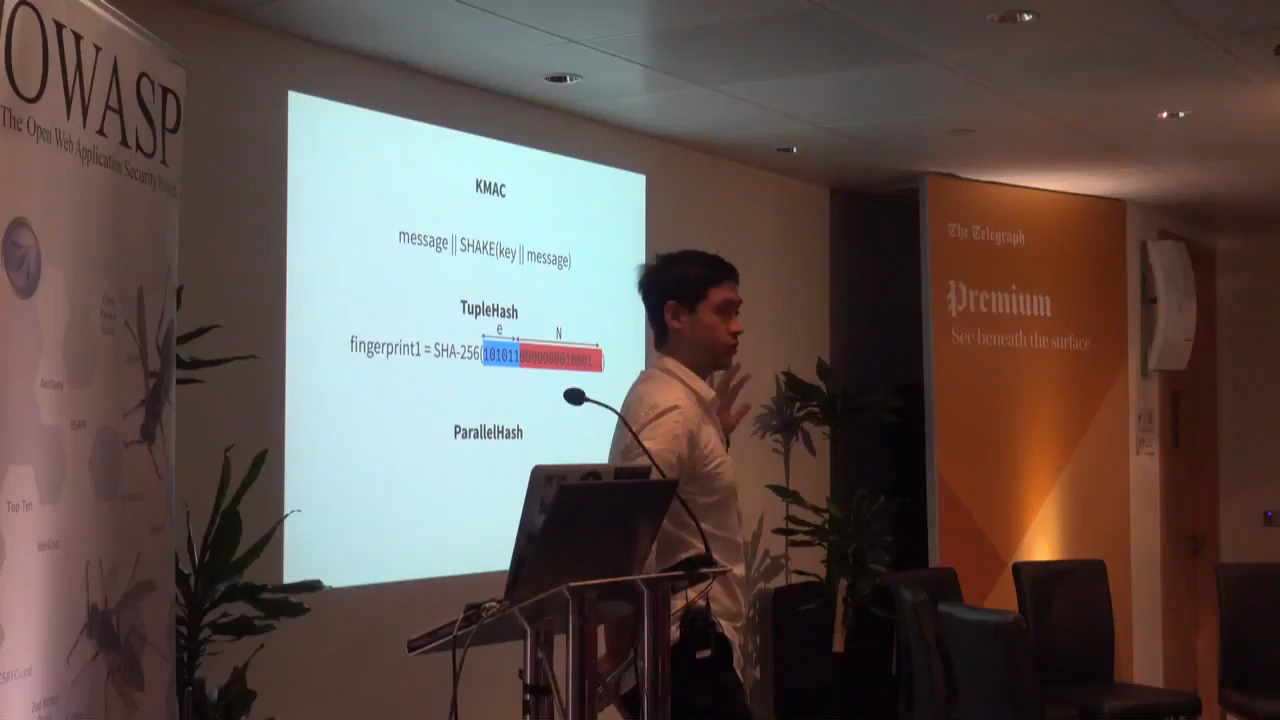 OWASP
The Open Web Application Security Project
Top Ten
KMAC
message || SHAKE(key || message)
TupleHash
e N
fingerprint1 = SHA-256(1010110000000010001 )
ParallelHash
The Telegraph
Premium
See beneath the surface